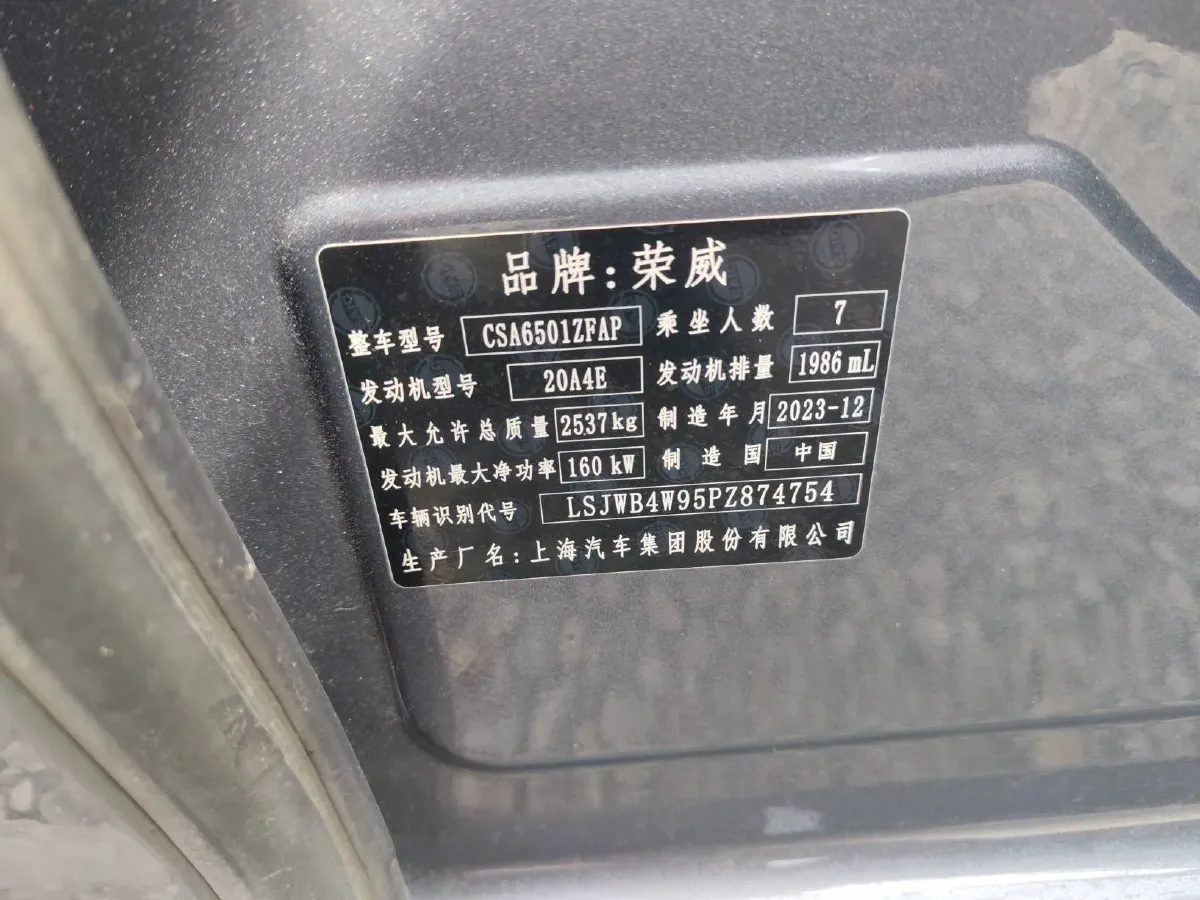 品牌:荣威
整车型号 CSA6501ZFAP 乘坐人数 7
发动机型号 20A4E 发动机排量 1986 mL
最大允许总质量 2537kg 制造年月 2023-12
发动机最大净功率 160 kW 制造国 中国
车辆识别代号 LSJWB4W95PZ874754
生产厂名:上海汽车集团股份有限公司